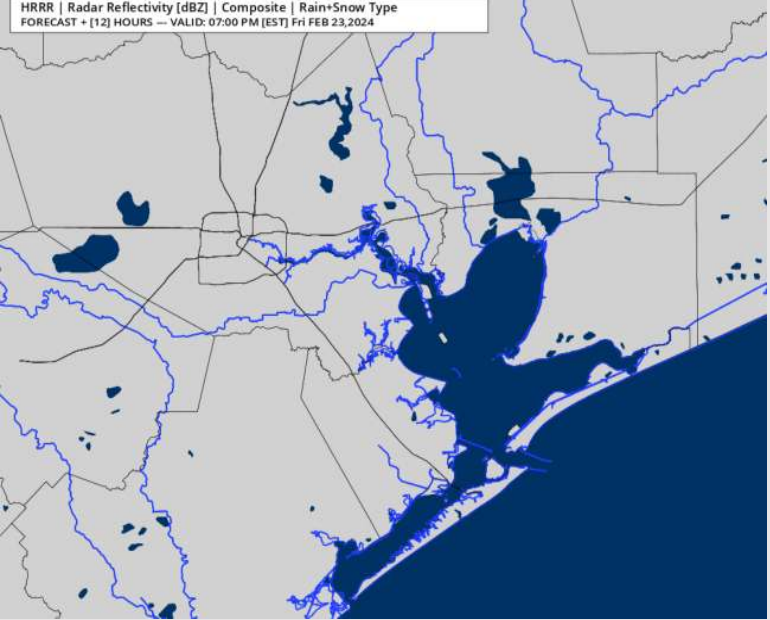 HRRR | Radar Reflectivity [dBZ] | Composite | Rain+Snow Type
FORECAST + [12] HOURS --- VALID: 07:00 PM [EST] Fri FEB 23,2024